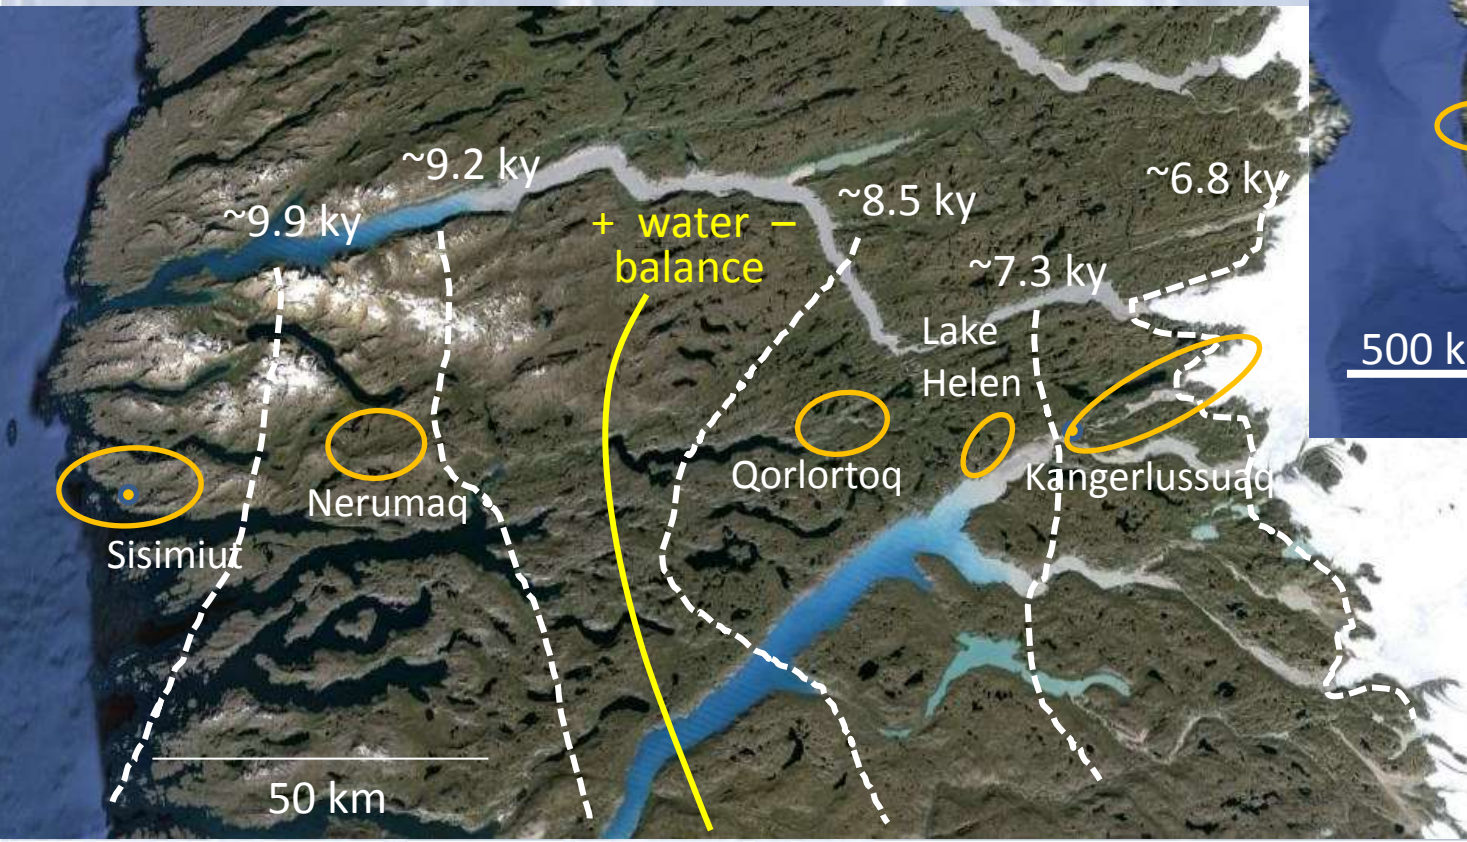 ~9.2 ky
~9.9 ky
+ water –
balance
~8.5 ky
~6.8 ky
~7.3 ky
Lake
Helen
500 k
Qorlortoq
Kangerlussuaq
Nerumaq
Sisimiut
50 km